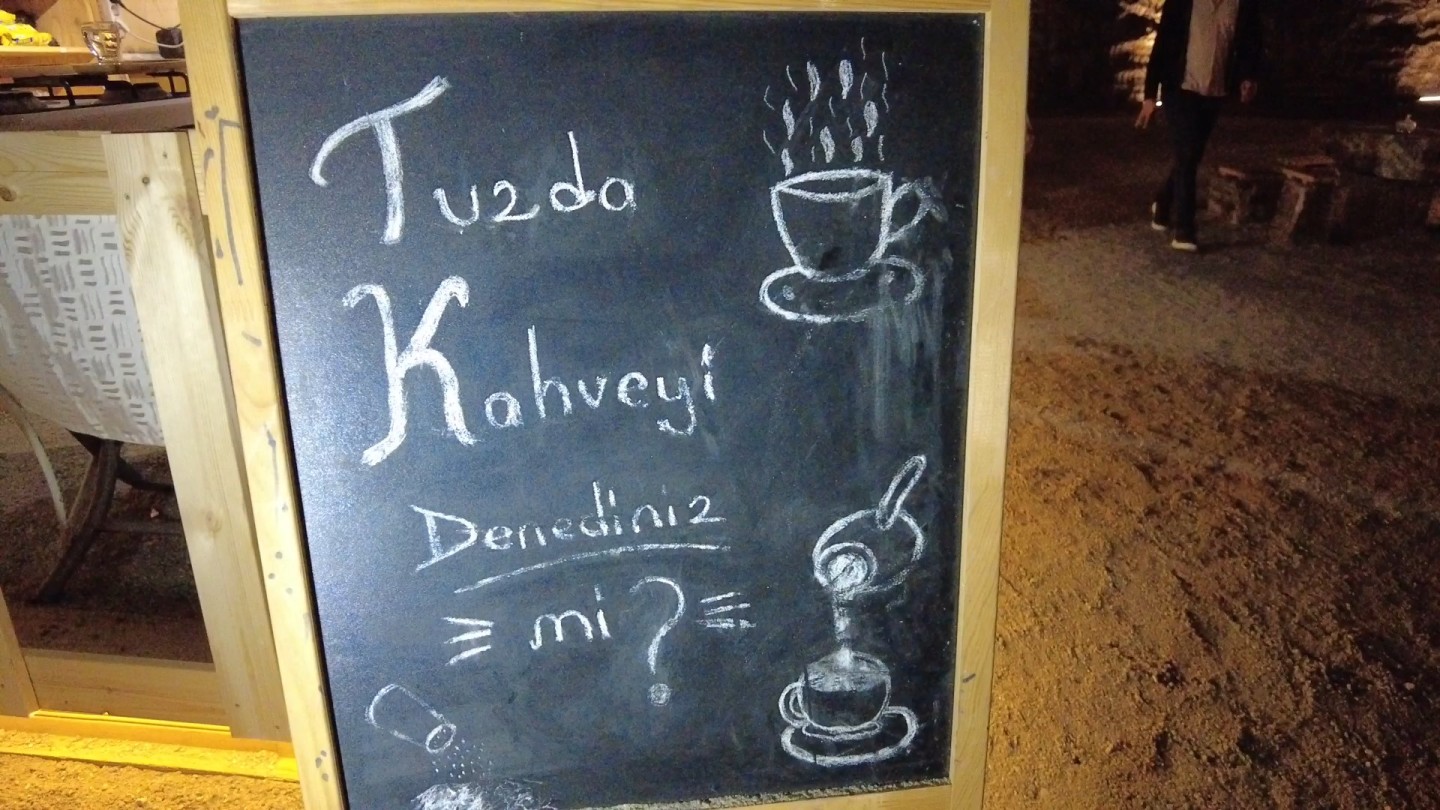 Tuzda
Kahveyi
Denediniz
mi ?